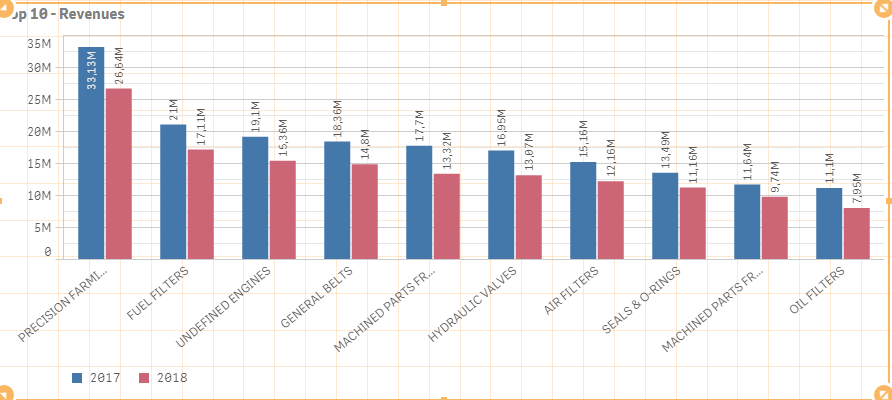 op 10 - Revenues
35M
30M
25M
20M
15M
10M
5M
0
33,13M
26,64M
21M
17,11M
19,1M
15,36M
18,36M
14,8M
17,7M
13,32M
16,95M
13,07M
15,16M
12,16M
13,49M
11,16M
11,64M
9,74M
11,1M
7,95M
PRECISION FARMI...
FUEL FILTERS
UNDEFINED ENGINES
GENERAL BELTS
MACHINED PARTS FR...
HYDRAULIC VALVES
AIR FILTERS
SEALS & O-RINGS
MACHINED PARTS FR...
OIL FILTERS
2017 2018